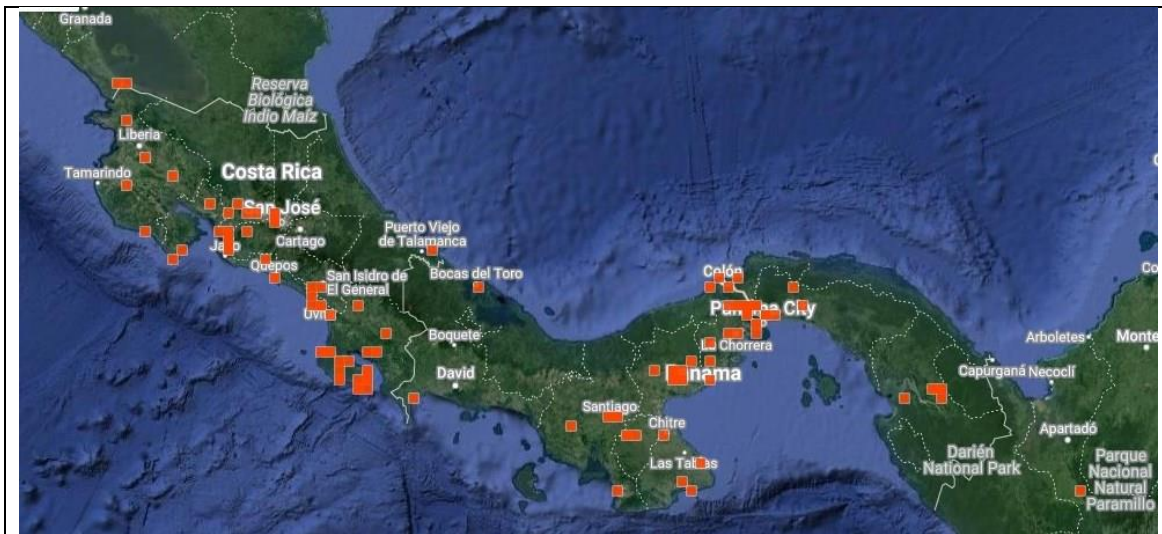 Granada
Reserva
Biológica
Indio Maíz
Liberia
Tamarindo
Costa Rica
San José
Cartago
Puerto Viejo
de Talamanca
Quepos
Bocas del Toro
San Isidro de
El General
Colón
Panama City
Boquete
La Chorrera
Arboletes
Monte
David
Panama
Capurganá
Necoclí
Santiago
Chitre
Apartadó
Las Tablas
Darién
National Park
Parque
Nacional
Natural
Paramillo
Co